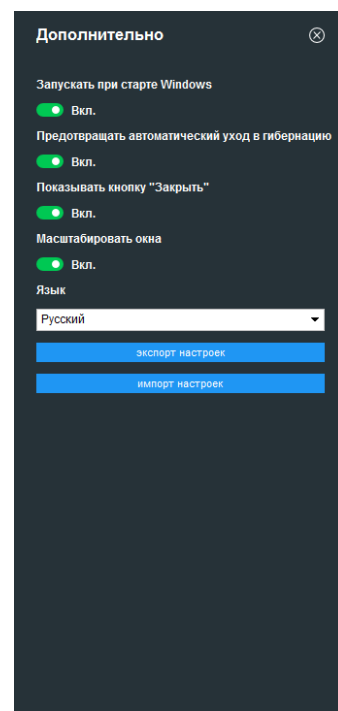 Дополнительно
Запускать при старте Windows
Вкл.
Предотвращать автоматический уход в гибернацию
Вкл.
Показывать кнопку "Закрыть"
Вкл.
Масштабировать окна
Вкл.
Язык
Русский
экспорт настроек
импорт настроек